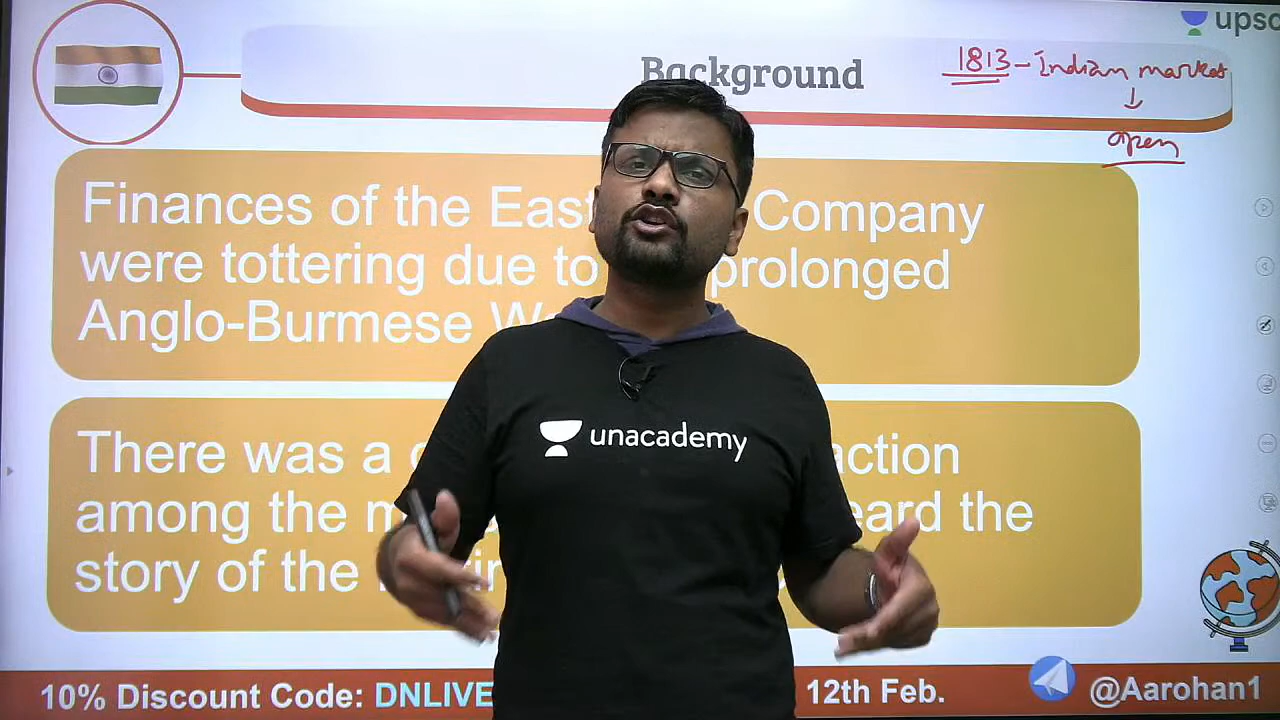 upsc
Background
1813 - Indian market
↓
open
Finances of the East Company
were tottering due to prolonged
Anglo-Burmese
There was a action
among the heard the
story of the
unacademy
10% Discount Code: DNLIVE 12th Feb. @Aarohan1